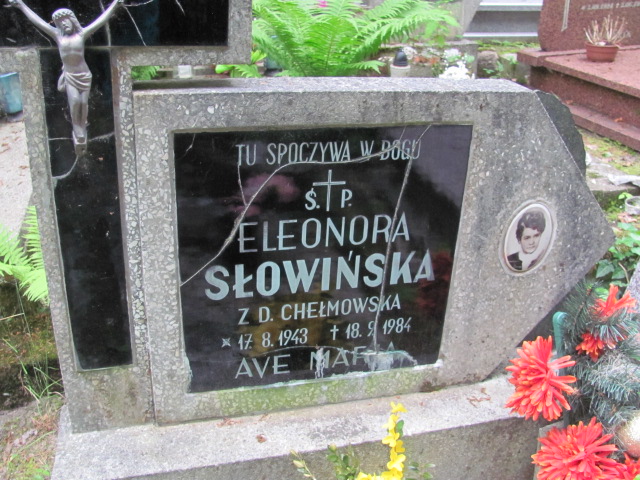 TU SPOCZYWA W BOGU
Ś. P.
ELEONORA
SŁOWIŃSKA
Z D. CHEŁMOWSKA
* 17.8.1943 + 18.9.1984
AVE MARIA